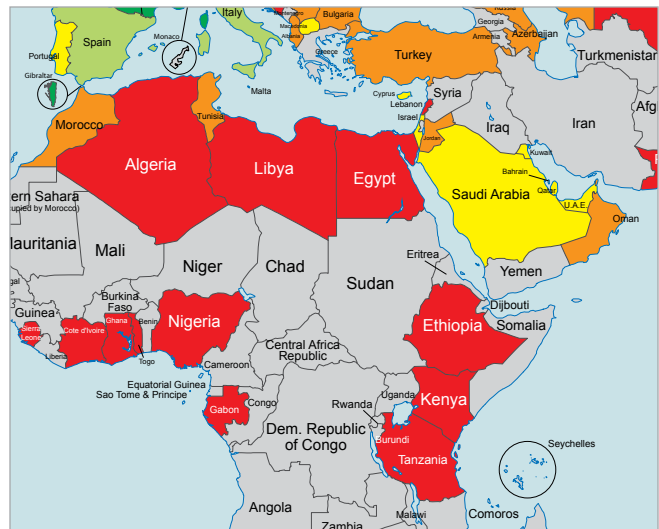 Italy
Montenegro
Bulgaria
Macedonia
Albania
Georgia
Armenia
Azerbaijan
Monaco
Spain
Portugal
Greece
Turkey
Turkmenistan
Gibraltar
Malta
Cyprus
Lebanon
Syria
Israel
Iraq
Iran
Afg
Morocco
Tunisia
Jordan
Kuwait
Algeria
Libya
Egypt
Bahrain
Saudi Arabia
Qatar
U.A.E.
Oman
ern Sahara
upied by Morocco)
lauritania
Mali
Niger
Chad
Sudan
Eritrea
Yemen
Djibouti
gal
Guinea
Burkina
Faso
Sierra
Leone
Cote d'Ivoire
Ghana
Benin
Nigeria
Ethiopia
Somalia
Liberia
Togo
Cameroon
Central Africa
Republic
Equatorial Guinea
Sao Tome & Principe
Gabon
Congo
Dem. Republic
of Congo
Uganda
Kenya
Rwanda
Burundi
Tanzania
Seychelles
Angola
Zambia
Malawi
Comoros